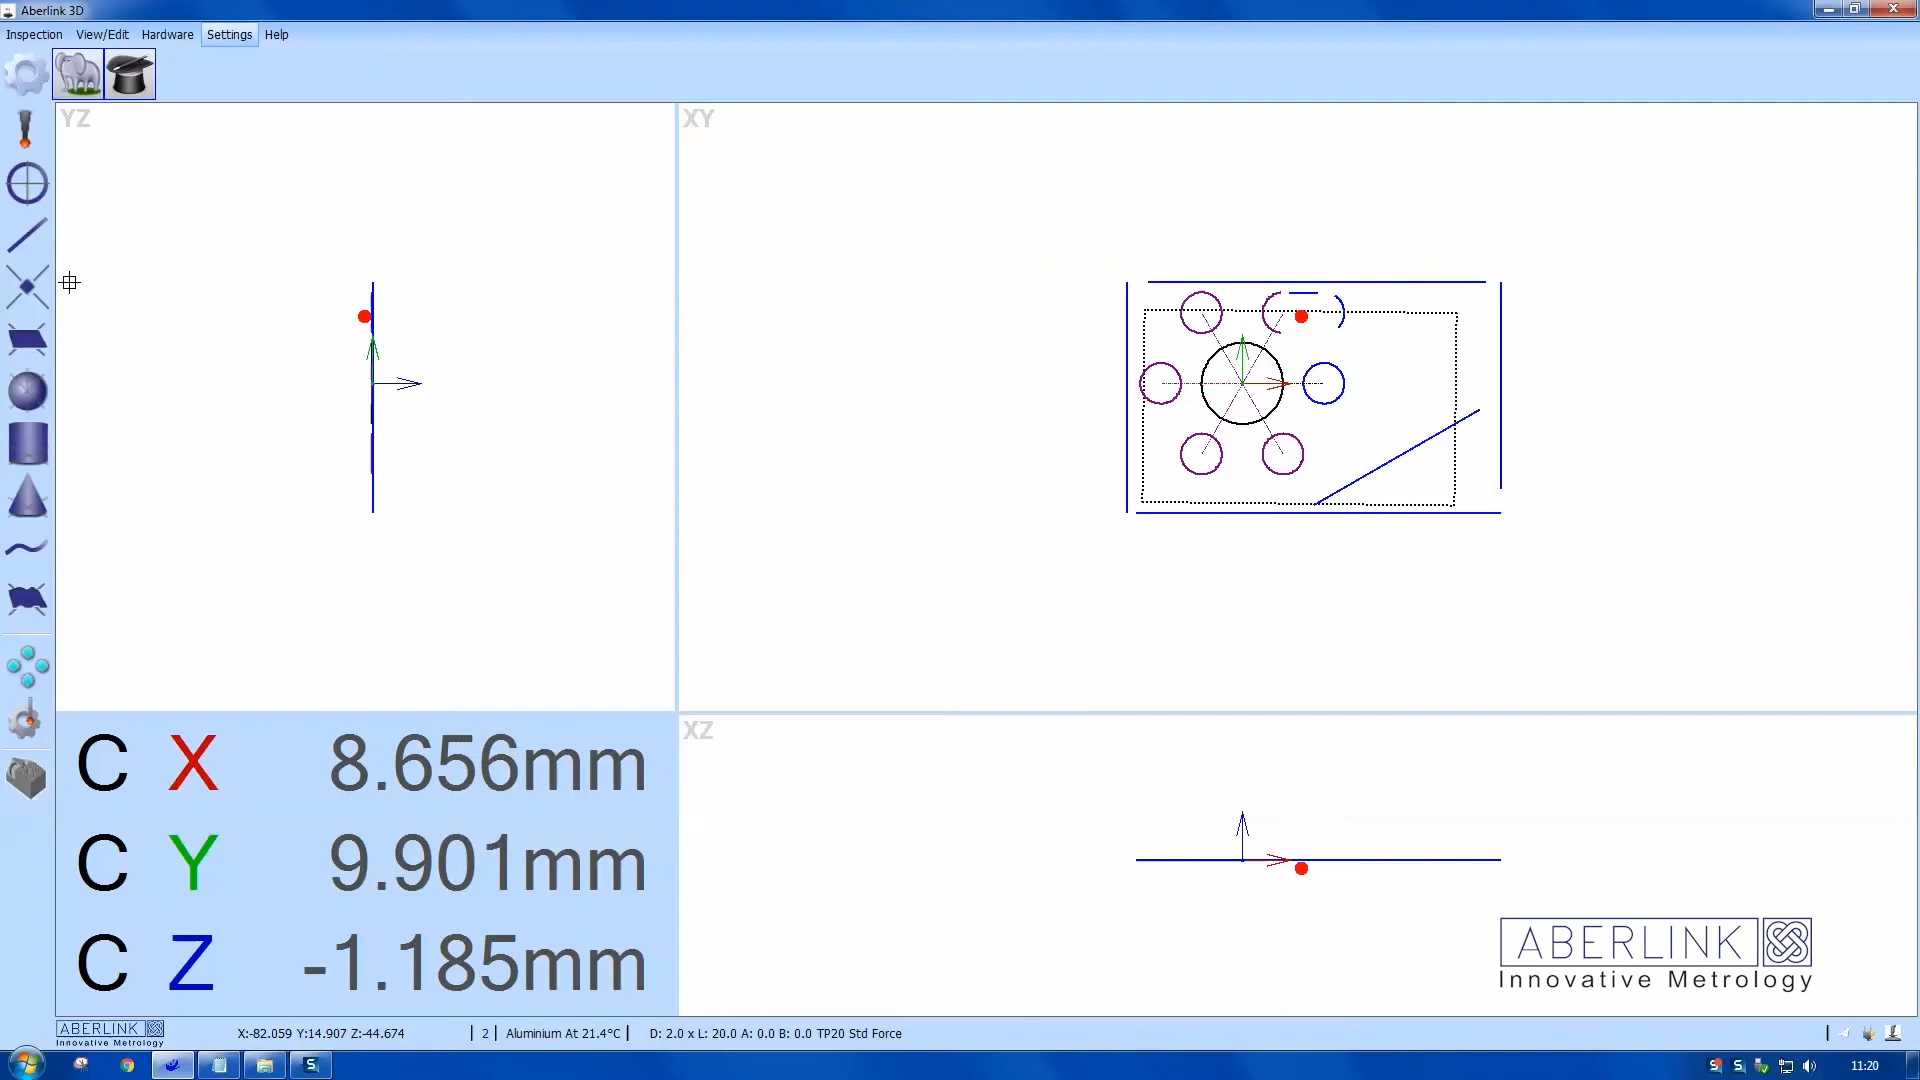 Aberlink 3D
Inspection View/Edit Hardware Settings Help
YZ
XY
C X 8.656mm
C Y 9.901mm
C Z -1.185mm
XZ
ABERLINK
Innovative Metrology
ABERLINK
Innovative Metrology
X:-82.059 Y:14.907 Z:-44.674 | 2 | Aluminium At 21.4°C | D: 2.0 x L: 20.0 A: 0.0 B: 0.0 TP20 Std Force
11:20